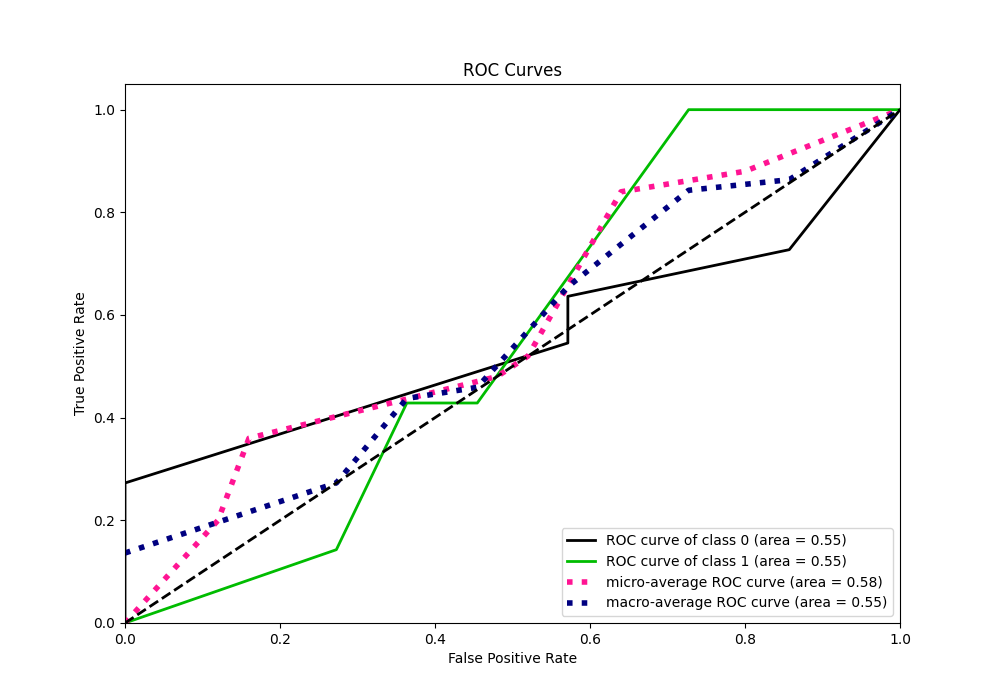 ROC Curves
1.0
0.8
0.6
0.4
0.2
0.0
True Positive Rate
0.0 0.2 0.4 0.6 0.8 1.0
False Positive Rate
ROC curve of class 0 (area = 0.55)
ROC curve of class 1 (area = 0.55)
micro-average ROC curve (area = 0.58)
macro-average ROC curve (area = 0.55)